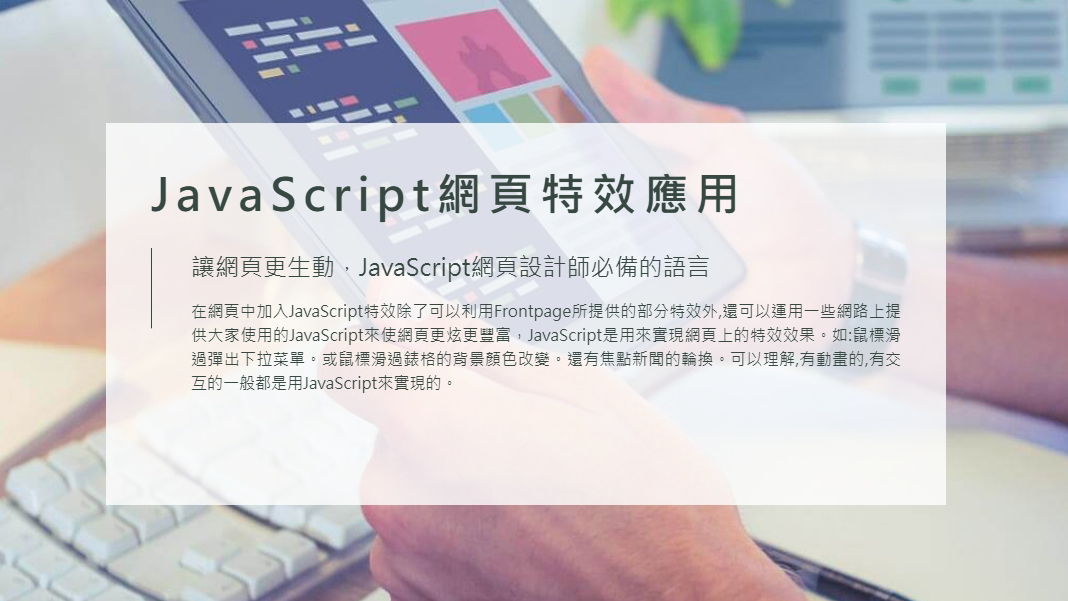 JavaScript網頁特效應用
讓網頁更生動，JavaScript網頁設計師必備的語言
在網頁中加入JavaScript特效除了可以利用Frontpage所提供的部分特效外,還可以運用一些網路上提
供大家使用的JavaScript來使網頁更炫更豐富，JavaScript是用來實現網頁上的特效效果。如:鼠標滑
過彈出下拉菜單。或鼠標滑過錶格的背景顏色改變。還有焦點新聞的輪換。可以理解,有動畫的,有交
互的一般都是用JavaScript來實現的。